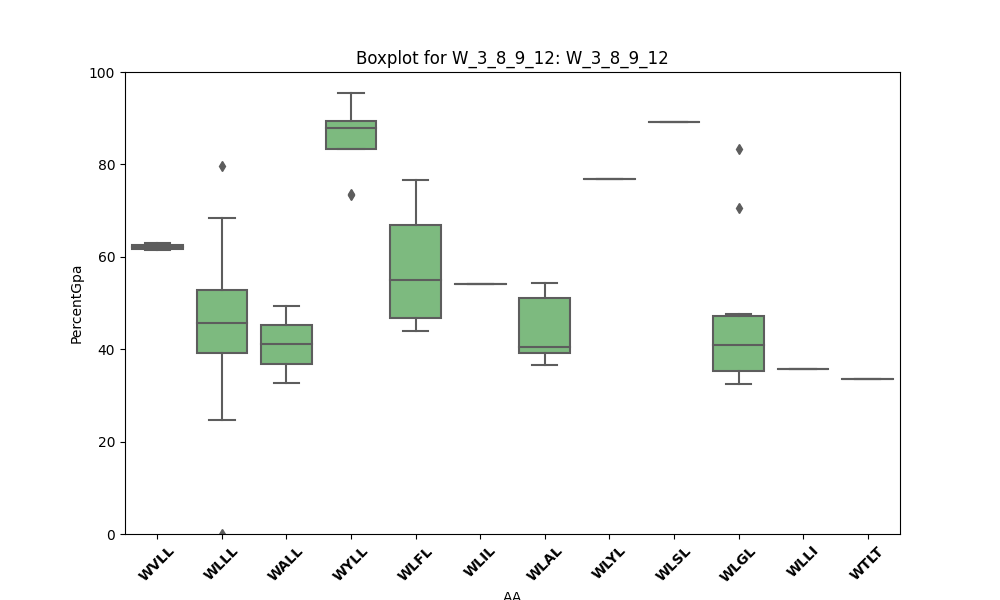 Boxplot for W_3_8_9_12: W_3_8_9_12
100
80
60
40
20
0
PercentGpa
WVLL
WLLL
WALL
WYLL
WLFL
WLIL
WLAL
WLYL
WLSL
WLGL
WLLI
WTLT
AA